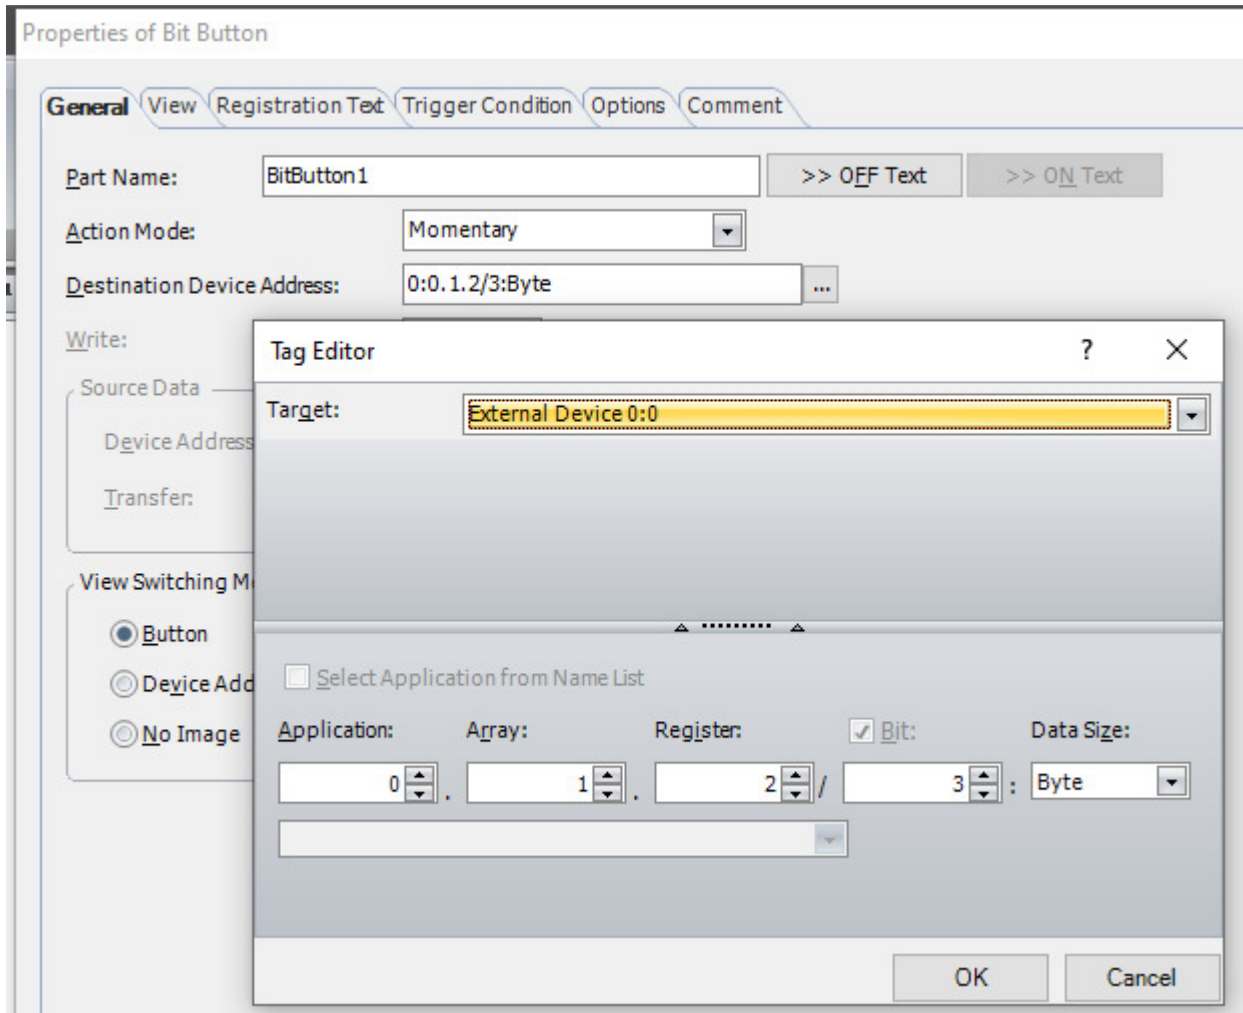 Properties of Bit Button
General View Registration Text Trigger Condition Options Comment
Part Name: BitButton1 >> OFF Text >> ON Text
Action Mode: Momentary
Destination Device Address: 0:0.1.2/3:Byte ...
Write:
Tag Editor ? X
Source Data
Target: External Device 0:0
Device Address
Transfer:
View Switching M
Button
Select Application from Name List
Device Add
No Image
Application: Array: Register: Bit: Data Size:
0 . 1 . 2 / 3 : Byte
OK Cancel